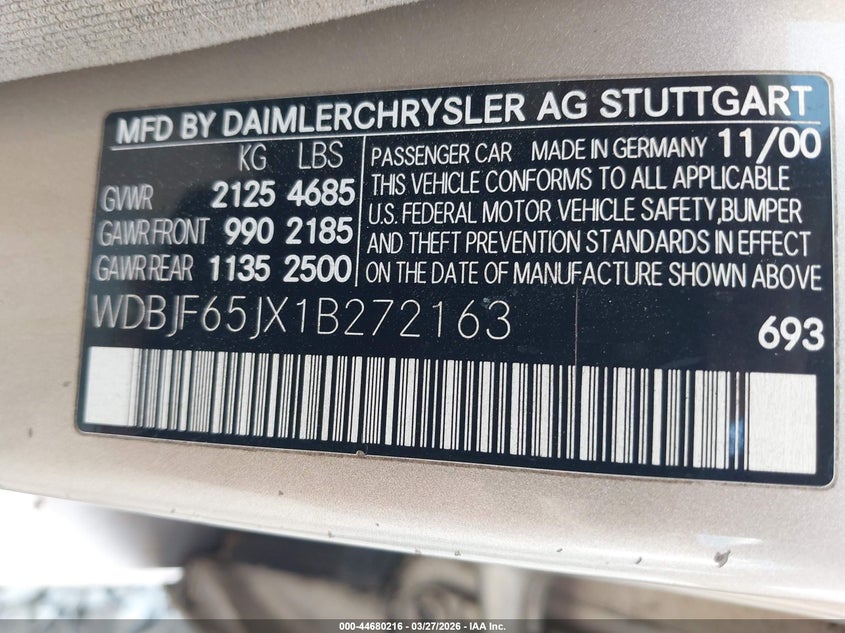 MFD BY DAIMLERCHRYSLER AG STUTTGART
KG LBS
GVWR 2125 4685
GAWR FRONT 990 2185
GAWR REAR 1135 2500
PASSENGER CAR MADE IN GERMANY 11/00
THIS VEHICLE CONFORMS TO ALL APPLICABLE
U.S. FEDERAL MOTOR VEHICLE SAFETY,BUMPER
AND THEFT PREVENTION STANDARDS IN EFFECT
ON THE DATE OF MANUFACTURE SHOWN ABOVE
WDBJF65JX1B272163
693
000-44680216 - 03/27/2026 - IAA Inc.